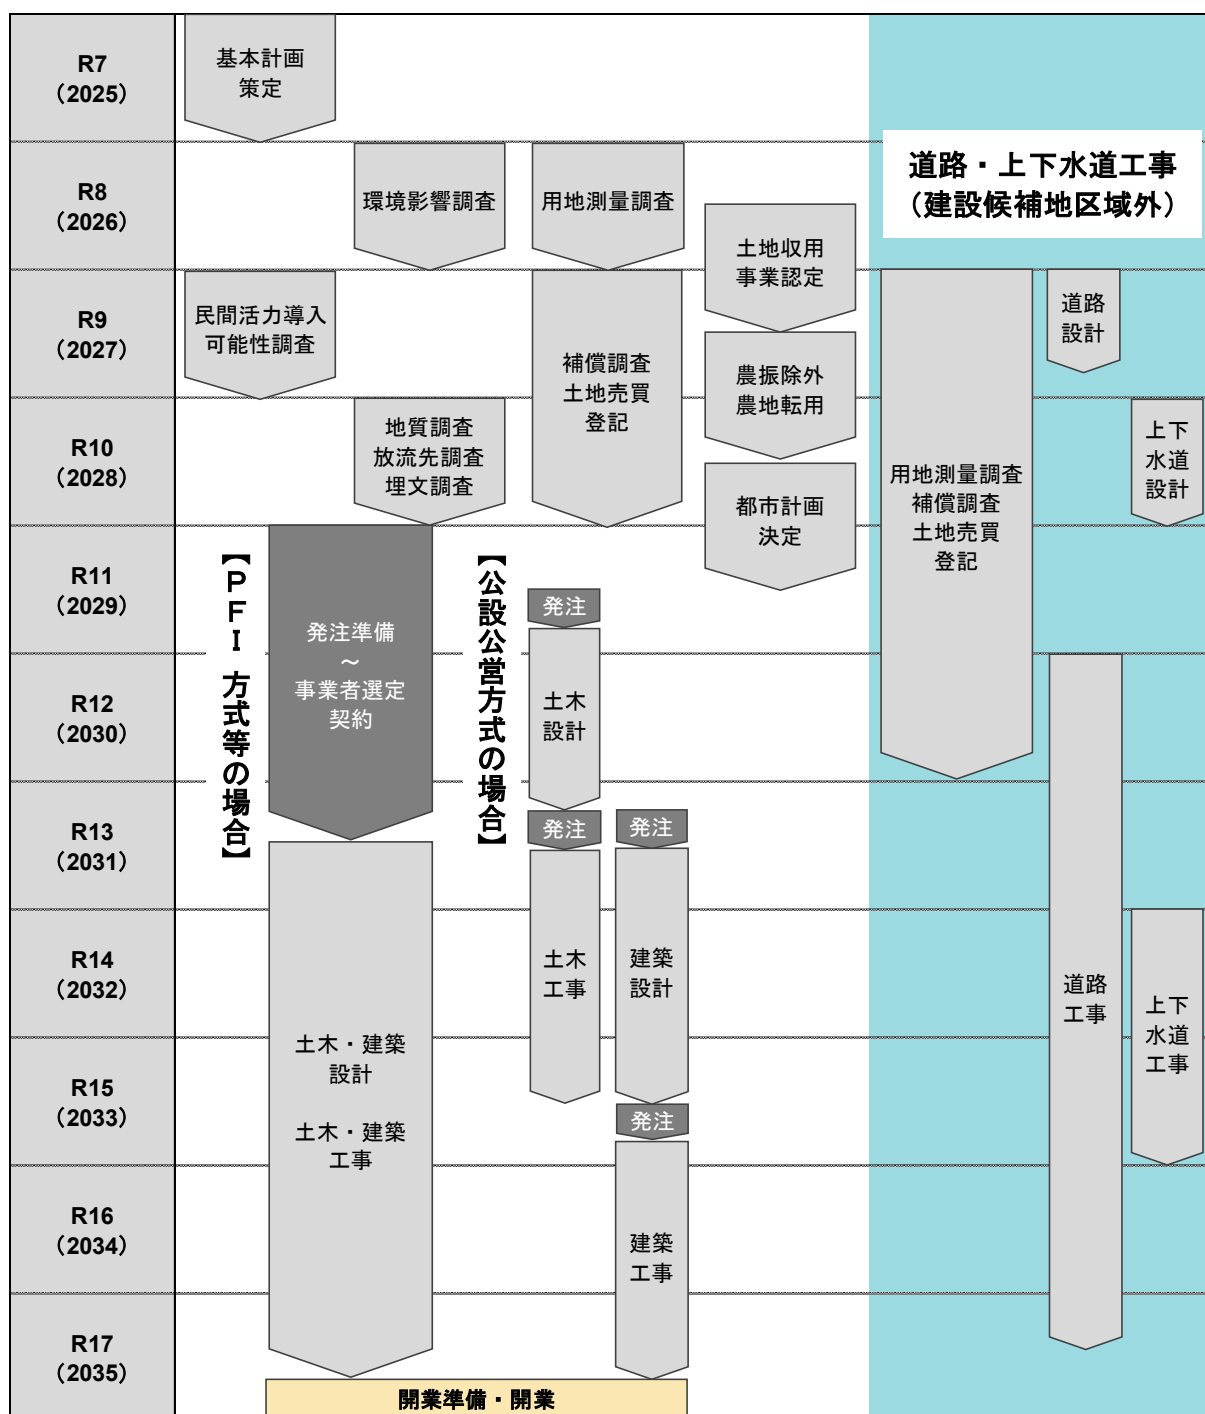 R7
（2025）
基本計画
策定
道路・上下水道工事
（建設候補地区域外）
R8
（2026）
環境影響調査
用地測量調査
土地収用
事業認定
R9
（2027）
民間活力導入
可能性調査
補償調査
土地売買
登記
農振除外
農地転用
道路
設計
R10
（2028）
地質調査
放流先調査
埋文調査
都市計画
決定
用地測量調査
補償調査
土地売買
登記
上下
水道
設計
R11
（2029）
【ＰＦＩ方式等の場合】
発注準備
～
事業者選定
契約
【公設公営方式の場合】
発注
R12
（2030）
土木
設計
R13
（2031）
発注
発注
R14
（2032）
土木
工事
建築
設計
道路
工事
上下
水道
工事
土木・建築
設計
土木・建築
工事
R15
（2033）
発注
R16
（2034）
建築
工事
R17
（2035）
開業準備・開業